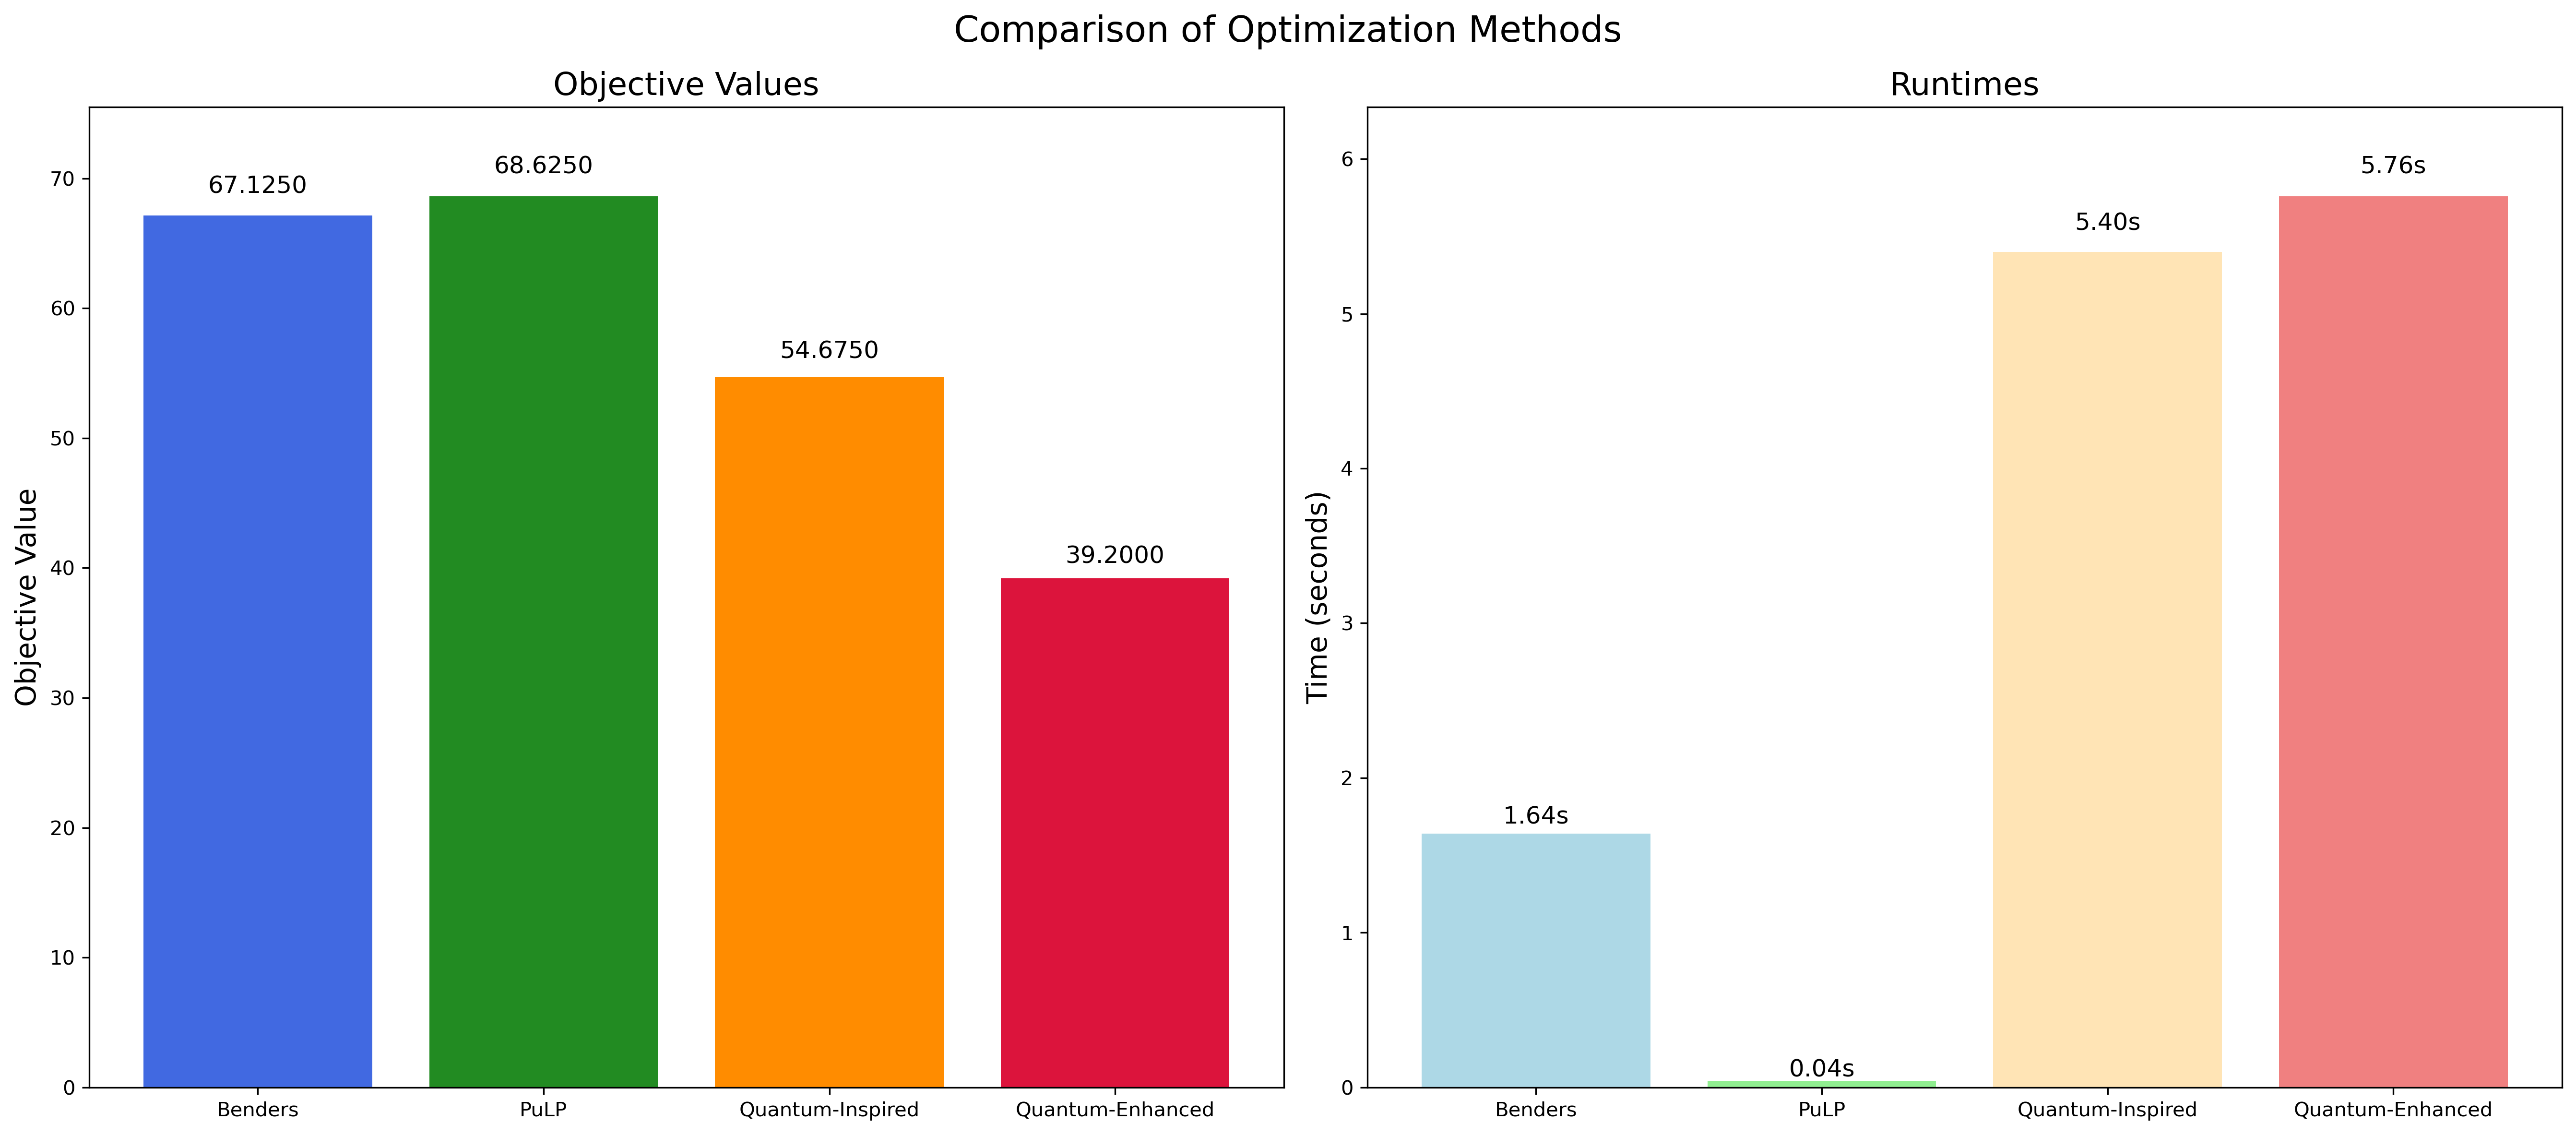 Comparison of Optimization Methods
Objective Values
Objective Value
70
60
50
40
30
20
10
0
67.1250
68.6250
54.6750
39.2000
Benders
PuLP
Quantum-Inspired
Quantum-Enhanced
Runtimes
Time (seconds)
6
5
4
3
2
1
0
1.64s
0.04s
5.40s
5.76s
Benders
PuLP
Quantum-Inspired
Quantum-Enhanced